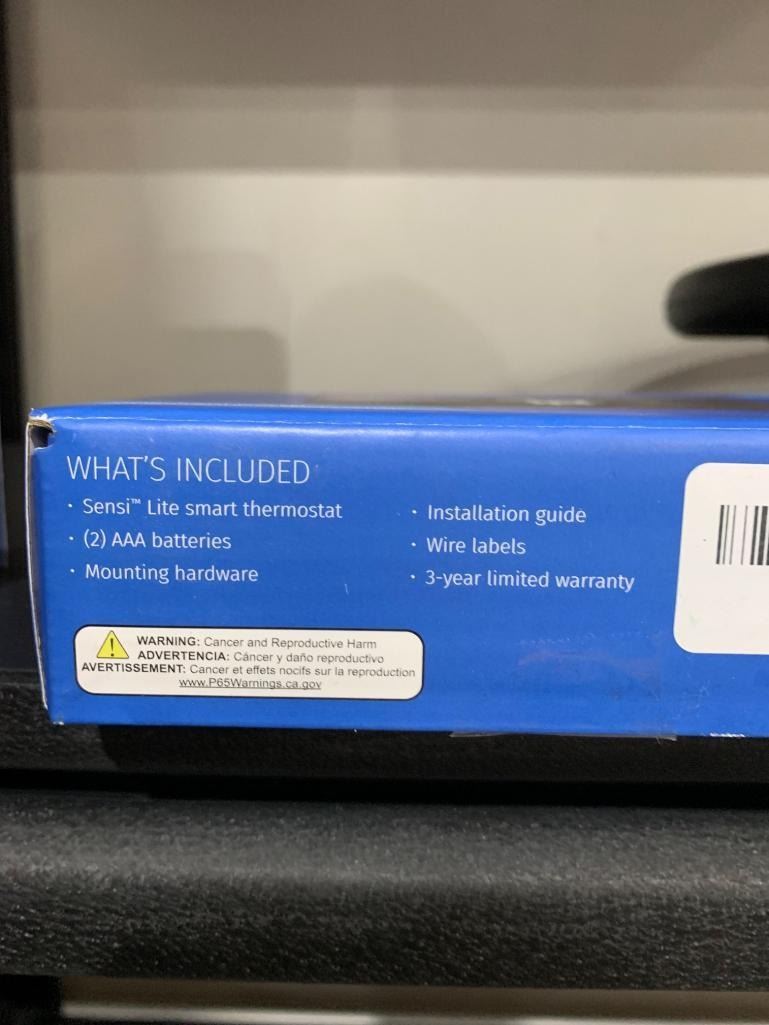 WHAT'S INCLUDED
· Sensi™ Lite smart thermostat
· (2) AAA batteries
· Mounting hardware
· Installation guide
· Wire labels
· 3-year limited warranty
WARNING: Cancer and Reproductive Harm
ADVERTENCIA: Cáncer y daño reproductivo
AVERTISSEMENT: Cancer et effets nocifs sur la reproduction
www.P65Warnings.ca.gov